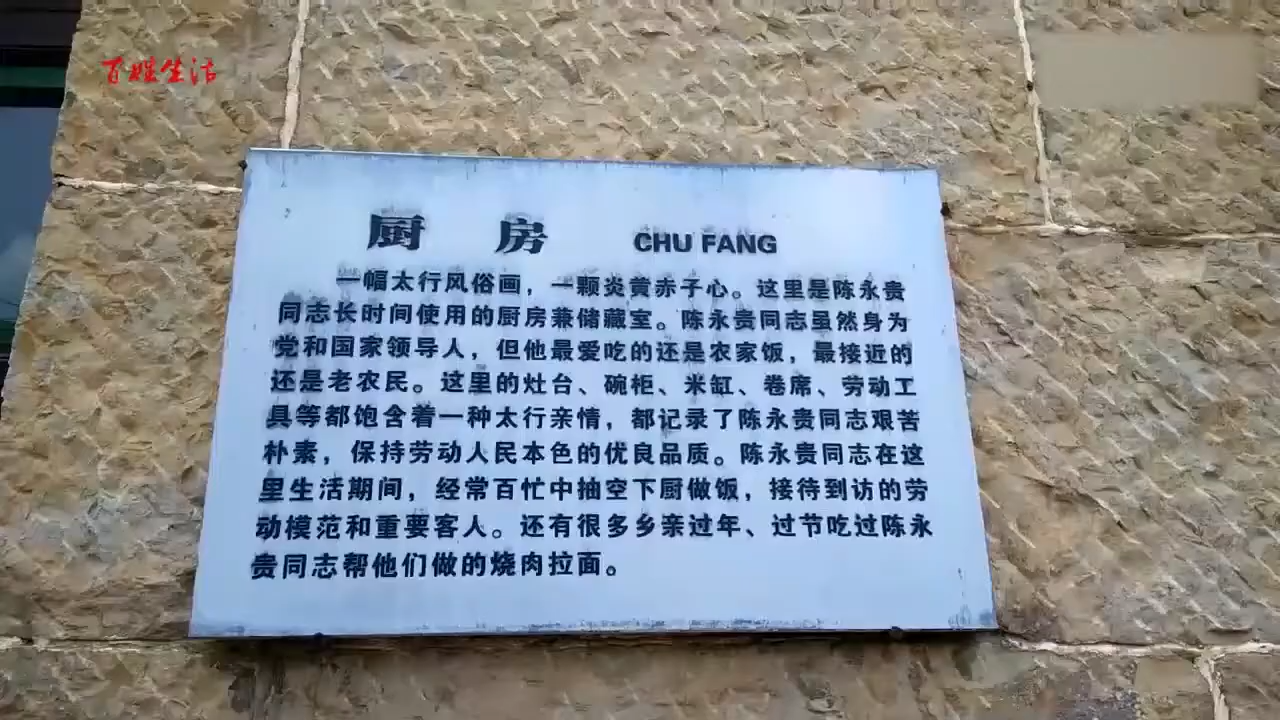 百姓生活
厨 房 CHU FANG
一幅太行风俗画，一颗炎黄赤子心。这里是陈永贵
同志长时间使用的厨房兼储藏室。陈永贵同志虽然身为
党和国家领导人，但他最爱吃的还是农家饭，最接近的
还是老农民。这里的灶台、碗柜、米缸、卷席、劳动工
具等都饱含着一种太行亲情，都记录了陈永贵同志艰苦
朴素，保持劳动人民本色的优良品质。陈永贵同志在这
里生活期间，经常百忙中抽空下厨做饭，接待到访的劳
动模范和重要客人。还有很多乡亲过年、过节吃过陈永
贵同志帮他们做的烧肉拉面。